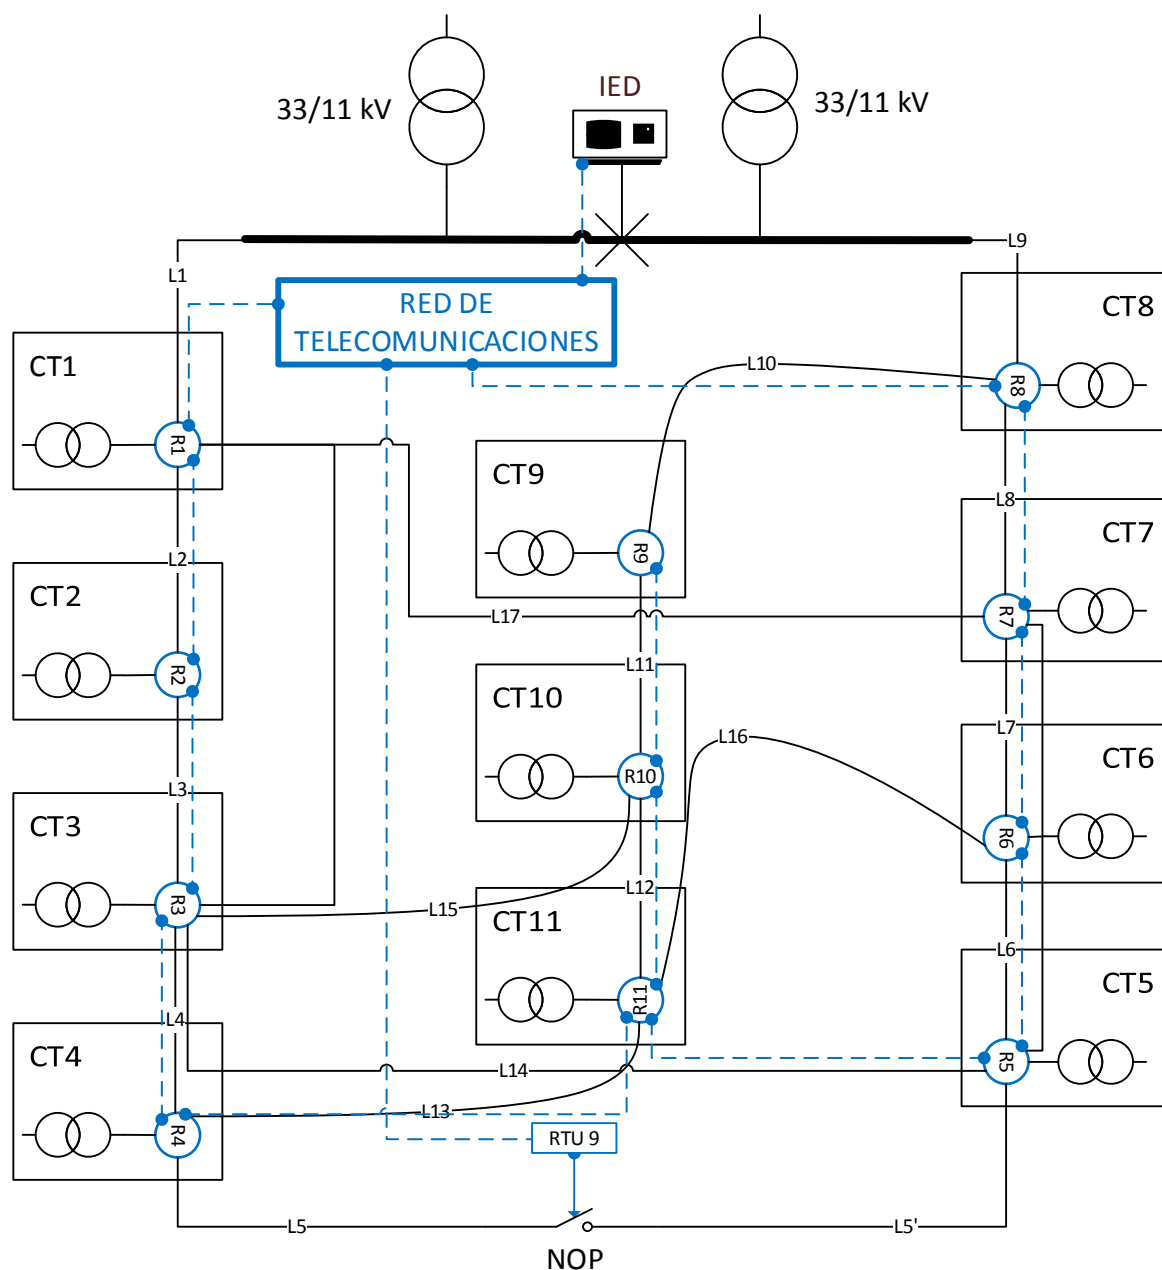 33/11 kV
IED
33/11 kV
L1
L9
RED DE
TELECOMUNICACIONES
CT8
R8
CT1
R1
L10
CT9
R9
L8
CT7
R7
L2
CT2
R2
L17
L11
CT10
R10
L16
L7
CT6
R6
L3
CT3
R3
L15
L12
CT11
R11
L6
CT5
R5
L4
CT4
R4
L14
L13
RTU 9
L5
L5'
NOP